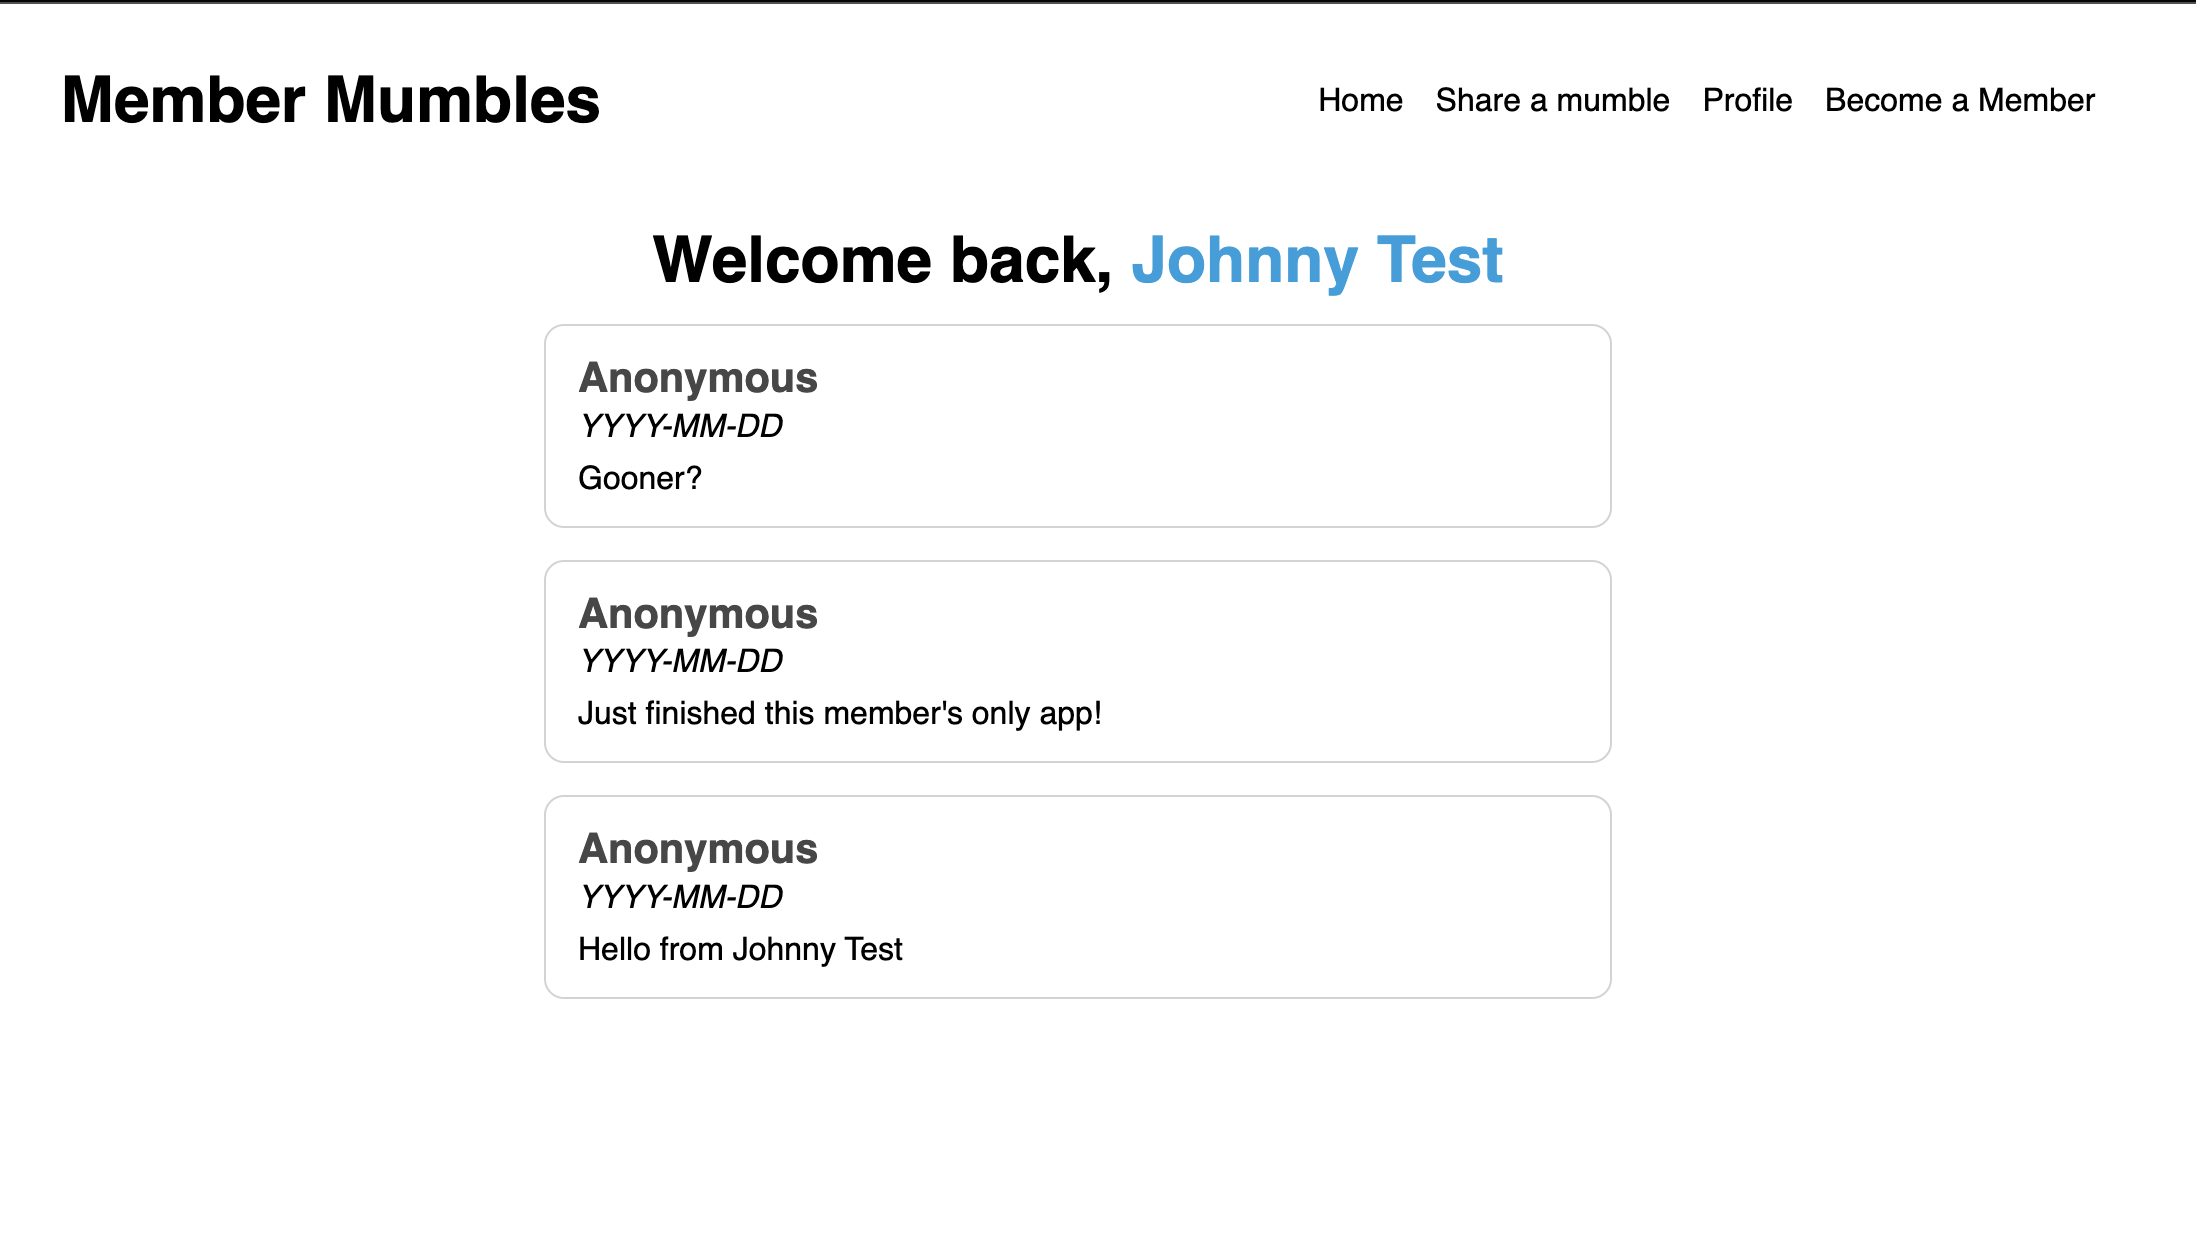 Member Mumbles
Home Share a mumble Profile Become a Member
Welcome back, Johnny Test
Anonymous
YYYY-MM-DD
Gooner?
Anonymous
YYYY-MM-DD
Just finished this member's only app!
Anonymous
YYYY-MM-DD
Hello from Johnny Test